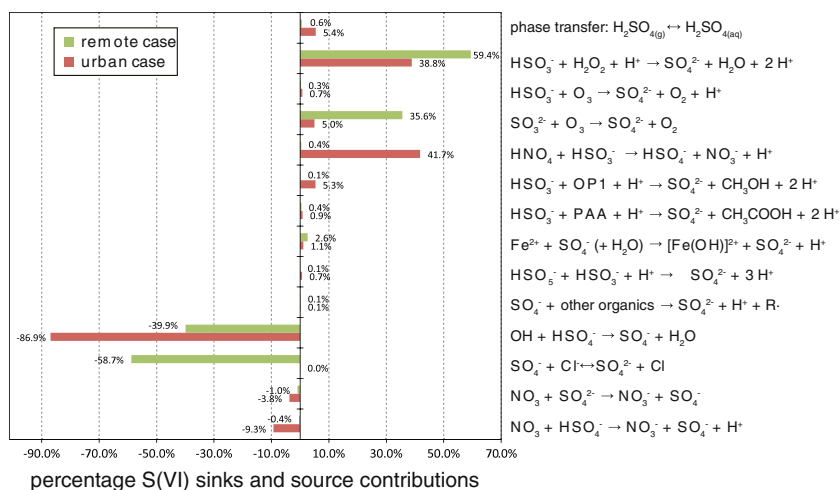 remote case
urban case
0.6%
5.4%
phase transfer: H₂SO₄₍g₎ ↔ H₂SO₄₍aq₎
59.4%
38.8%
HSO₃⁻ + H₂O₂ + H⁺ → SO₄²⁻ + H₂O + 2 H⁺
0.3%
0.7%
HSO₃⁻ + O₃ → SO₄²⁻ + O₂ + H⁺
35.6%
5.0%
SO₃²⁻ + O₃ → SO₄²⁻ + O₂
0.4%
41.7%
HNO₄ + HSO₃⁻ → HSO₄⁻ + NO₃⁻ + H⁺
0.1%
5.3%
HSO₃⁻ + OP1 + H⁺ → SO₄²⁻ + CH₃OH + 2 H⁺
0.4%
0.9%
HSO₃⁻ + PAA + H⁺ → SO₄²⁻ + CH₃COOH + 2 H⁺
2.6%
1.1%
Fe²⁺ + SO₄⁻ (+ H₂O) → [Fe(OH)]²⁺ + SO₄²⁻ + H⁺
0.1%
0.7%
HSO₅⁻ + HSO₃⁻ + H⁺ → SO₄²⁻ + 3 H⁺
0.1%
0.1%
SO₄⁻ + other organics → SO₄²⁻ + H⁺ + R·
-39.9%
-86.9%
OH + HSO₄⁻ → SO₄⁻ + H₂O
-58.7%
0.0%
SO₄⁻ + Cl⁻ ↔ SO₄²⁻ + Cl
-1.0%
-3.8%
NO₃ + SO₄²⁻ → NO₃⁻ + SO₄⁻
-0.4%
-9.3%
NO₃ + HSO₄⁻ → NO₃⁻ + SO₄⁻ + H⁺
-90.0% -70.0% -50.0% -30.0% -10.0% 10.0% 30.0% 50.0% 70.0%
percentage S(VI) sinks and source contributions